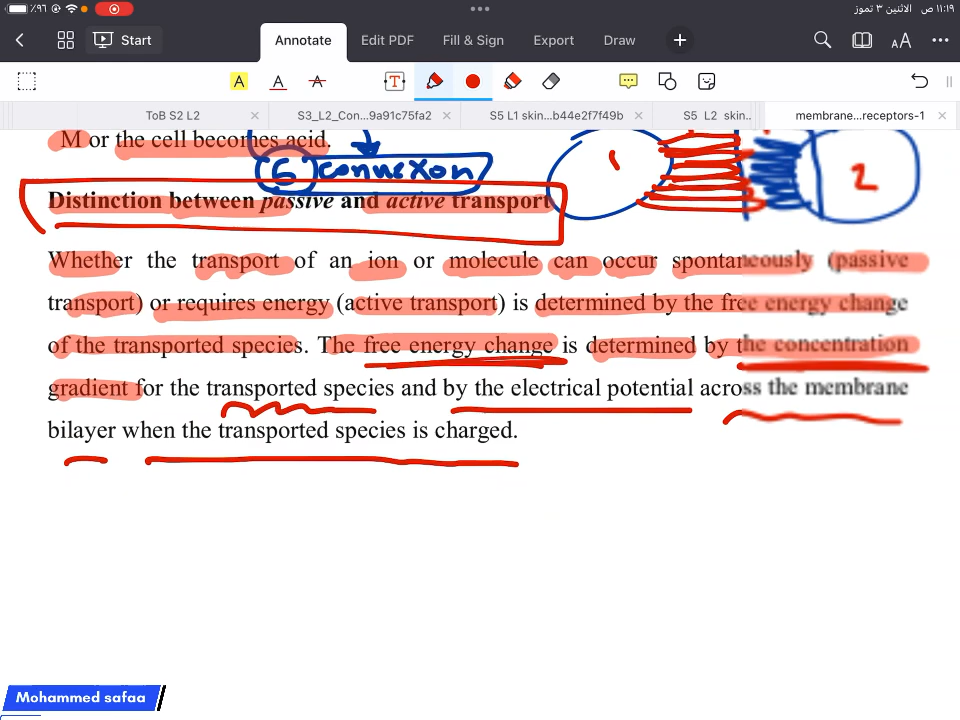 ٪٩٦ الاثنين ٣ تموز ١١:١٩ ص
Start Annotate Edit PDF Fill & Sign Export Draw
A A A T AA
ToB S2 L2 S3_L2_Con...9a91c75fa2 S5 L1 skin...b44e2f7f49b S5 L2 skin.. membrane...receptors-1
M or the cell becomes acid.
6 connexon 1 2
Distinction between passive and active transport
Whether the transport of an ion or molecule can occur spontaneously (passive
transport) or requires energy (active transport) is determined by the free energy change
of the transported species. The free energy change is determined by the concentration
gradient for the transported species and by the electrical potential across the membrane
bilayer when the transported species is charged.
Mohammed safaa